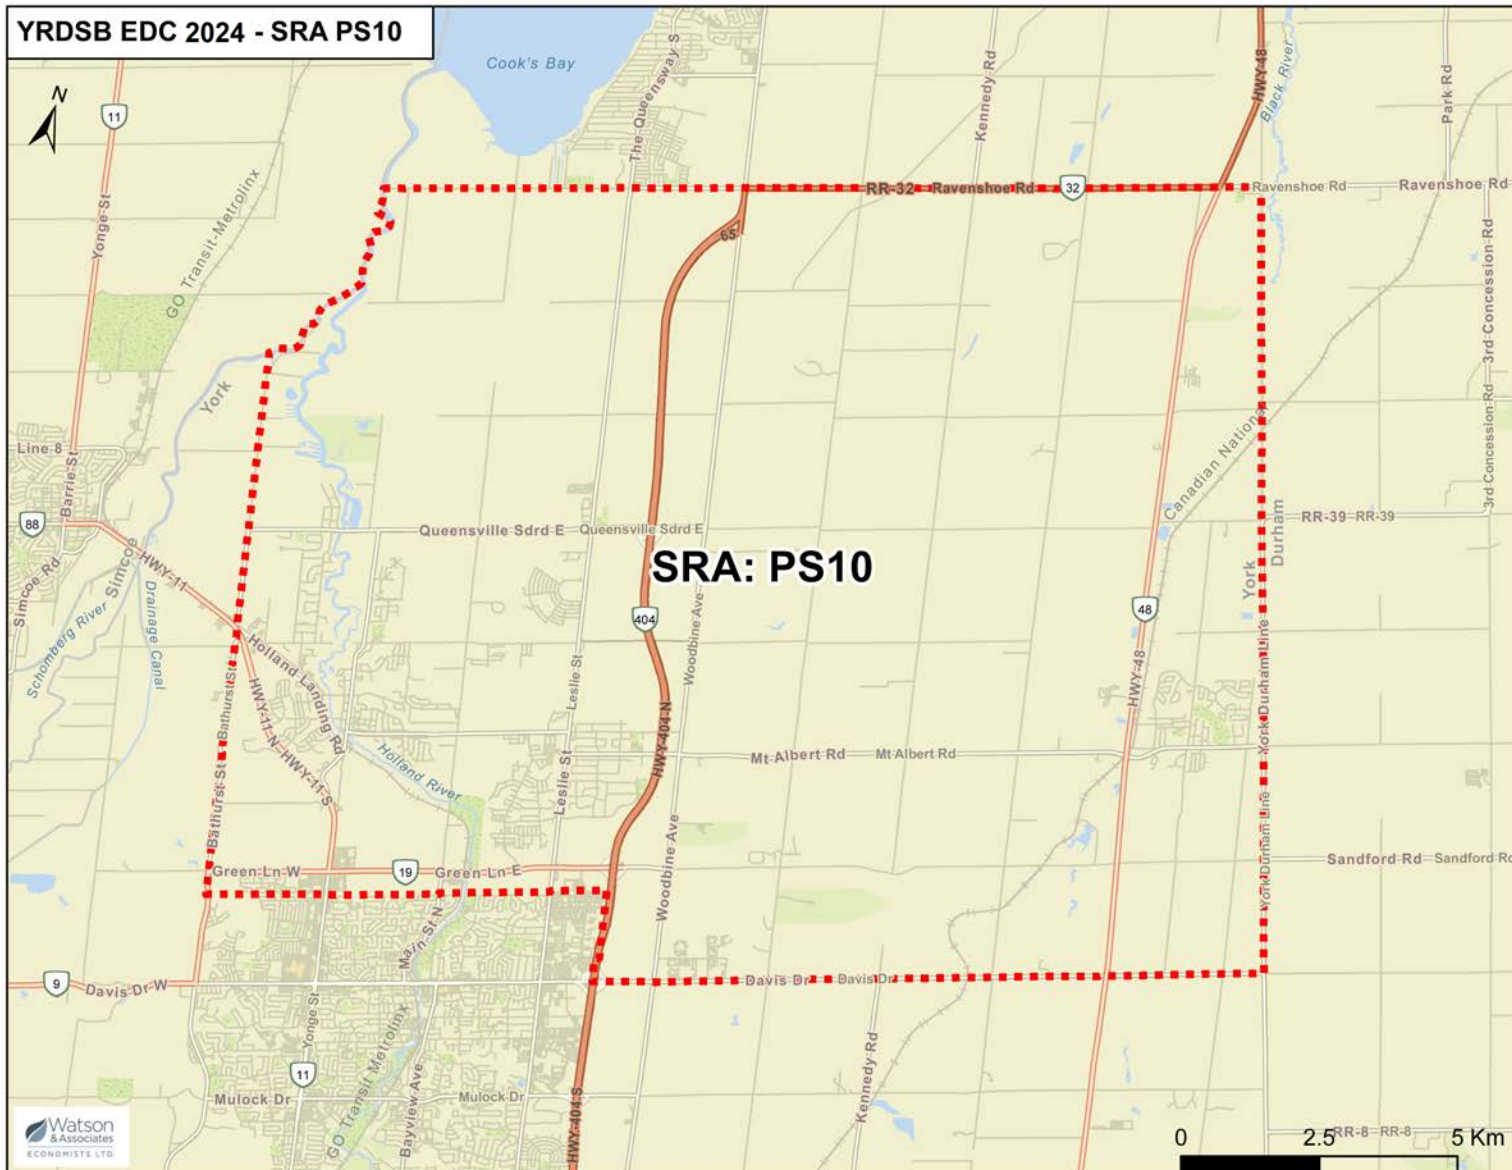 YRDSB EDC 2024 - SRA PS10
N
Cook's Bay
The Queensway S
Kennedy Rd
HWY-48
Black River
Park Rd
11
Yonge St
GO Transit-Metrolinx
RR-32
Ravenshoe Rd
32
Ravenshoe Rd
Ravenshoe Rd
65
3rd Concession Rd
3rd Concession Rd
3rd Concession Rd
York
Line 8
Barrie St
88
Simcoe Rd
Simcoe
HWY-11
Drainage Canal
Schomberg River
Queensville Sdrd E
Queensville Sdrd E
SRA: PS10
Canadian National
RR-39
RR-39
York
Durham
404
48
Woodbine Ave
Leslie St
Holland Landing Rd
Bathurst St
Bathurst St
HWY-11-N
HWY-11-S
Holland River
HWY-404-N
HWY-48
York Durham Line
Mt Albert Rd
Mt Albert Rd
Leslie St
Woodbine Ave
York Durham Line
Green Ln W
19
Green Ln E
Sandford Rd
Sandford Rd
Main St N
9
Davis Dr W
Davis Dr
Davis Dr
Yonge St
11
GO Transit Metrolinx
Bayview Ave
Mulock Dr
Mulock Dr
HWY-404-S
Kennedy Rd
RR-8
RR-8
Watson
& Associates
ECONOMISTS LTD.
0
2.5
5 Km